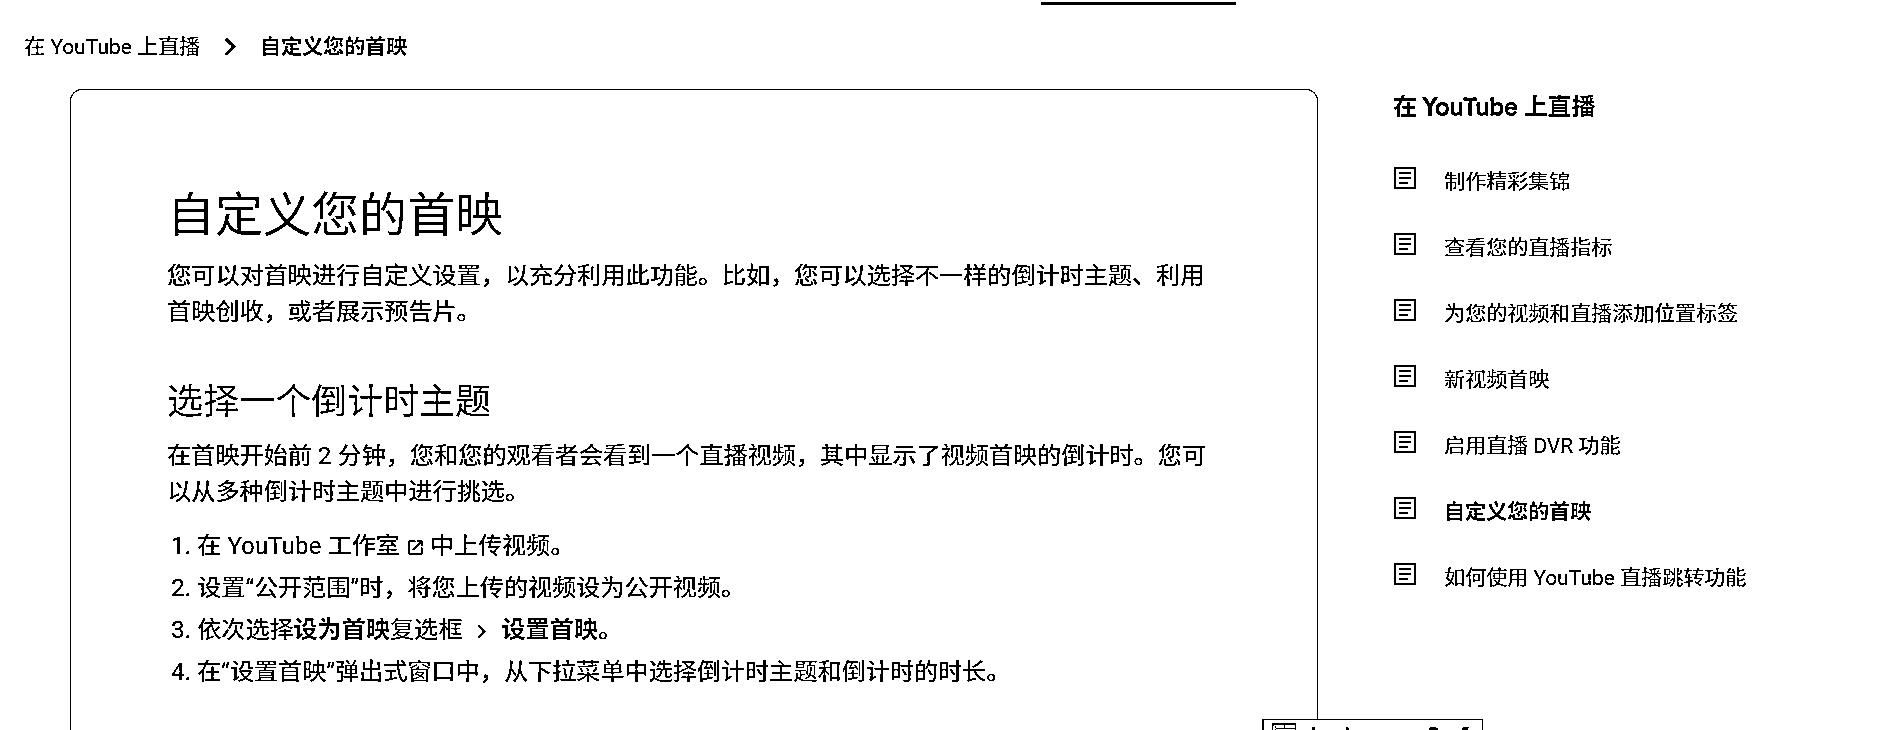 在 YouTube 上直播 > 自定义您的首映
自定义您的首映
您可以对首映进行自定义设置，以充分利用此功能。比如，您可以选择不一样的倒计时主题、利用
首映创收，或者展示预告片。
选择一个倒计时主题
在首映开始前 2 分钟，您和您的观看者会看到一个直播视频，其中显示了视频首映的倒计时。您可
以从多种倒计时主题中进行挑选。
1. 在 YouTube 工作室 中上传视频。
2. 设置“公开范围”时，将您上传的视频设为公开视频。
3. 依次选择设为首映复选框 > 设置首映。
4. 在“设置首映”弹出式窗口中，从下拉菜单中选择倒计时主题和倒计时的时长。
在 YouTube 上直播
制作精彩集锦
查看您的直播指标
为您的视频和直播添加位置标签
新视频首映
启用直播 DVR 功能
自定义您的首映
如何使用 YouTube 直播跳转功能